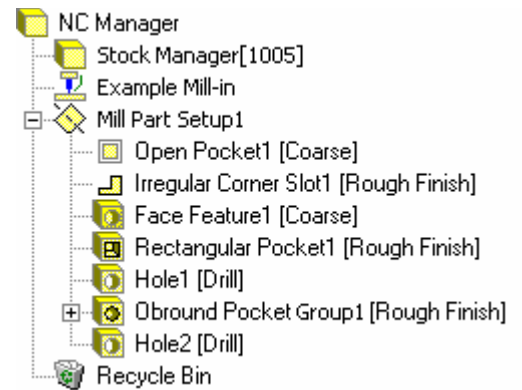 NC Manager
Stock Manager[1005]
Example Mill-in
Mill Part Setup1
Open Pocket1 [Coarse]
Irregular Corner Slot1 [Rough Finish]
Face Feature1 [Coarse]
Rectangular Pocket1 [Rough Finish]
Hole1 [Drill]
Obround Pocket Group1 [Rough Finish]
Hole2 [Drill]
Recycle Bin